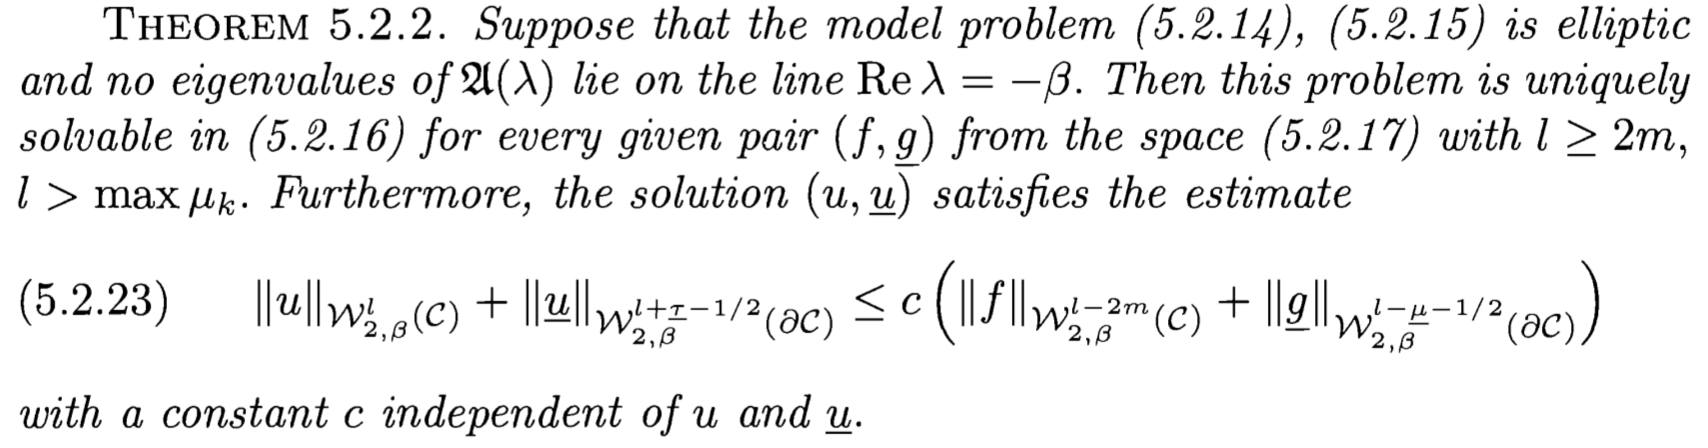 THEOREM 5.2.2. Suppose that the model problem (5.2.14), (5.2.15) is elliptic
and no eigenvalues of 𝔄(λ) lie on the line Re λ = −β. Then this problem is uniquely
solvable in (5.2.16) for every given pair (f, g̲) from the space (5.2.17) with l ≥ 2m,
l > max μ_k. Furthermore, the solution (u, u̲) satisfies the estimate
(5.2.23) ‖u‖_{𝒲^l_{2,β}(𝒞)} + ‖u̲‖_{𝒲^{l+τ̲−1/2}_{2,β}(∂𝒞)} ≤ c (‖f‖_{𝒲^{l−2m}_{2,β}(𝒞)} + ‖g̲‖_{𝒲^{l−μ̲−1/2}_{2,β}(∂𝒞)})
with a constant c independent of u and u̲.